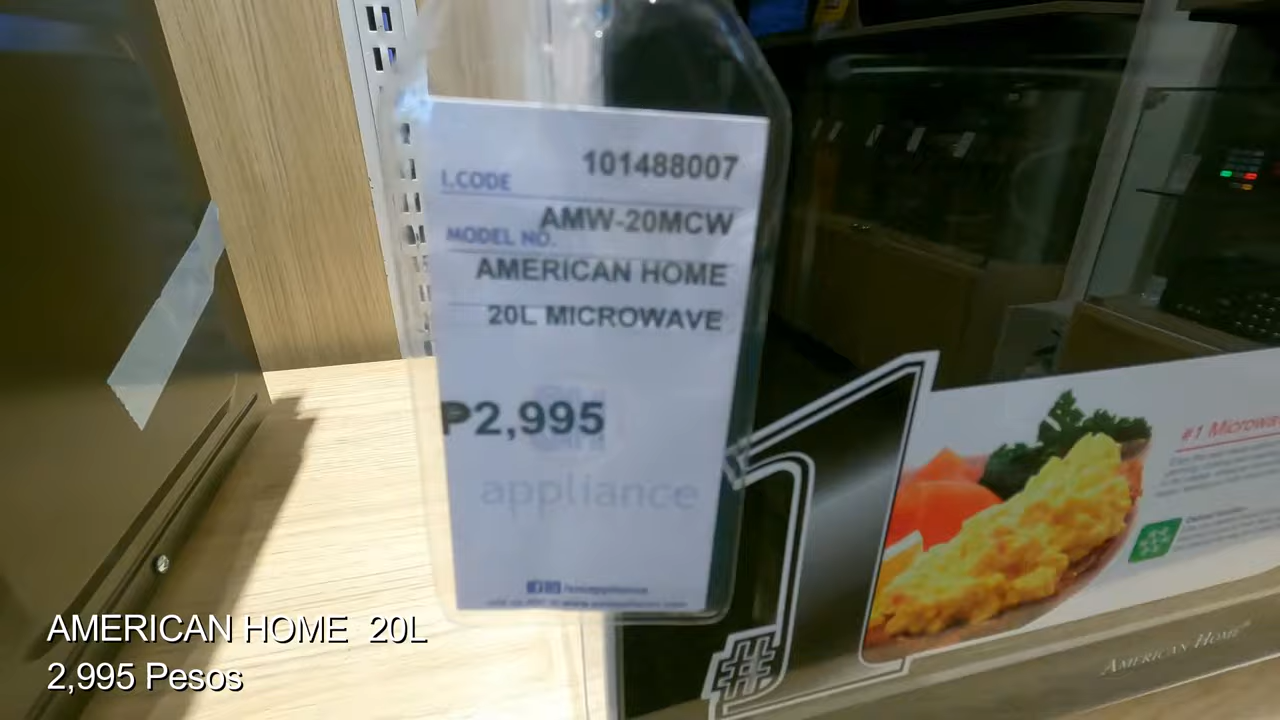 101488007
I.CODE
AMW-20MCW
MODEL NO.
AMERICAN HOME
20L MICROWAVE
₱2,995
appliance
#1
#1 Microwa
AMERICAN HOME
AMERICAN HOME 20L
2,995 Pesos